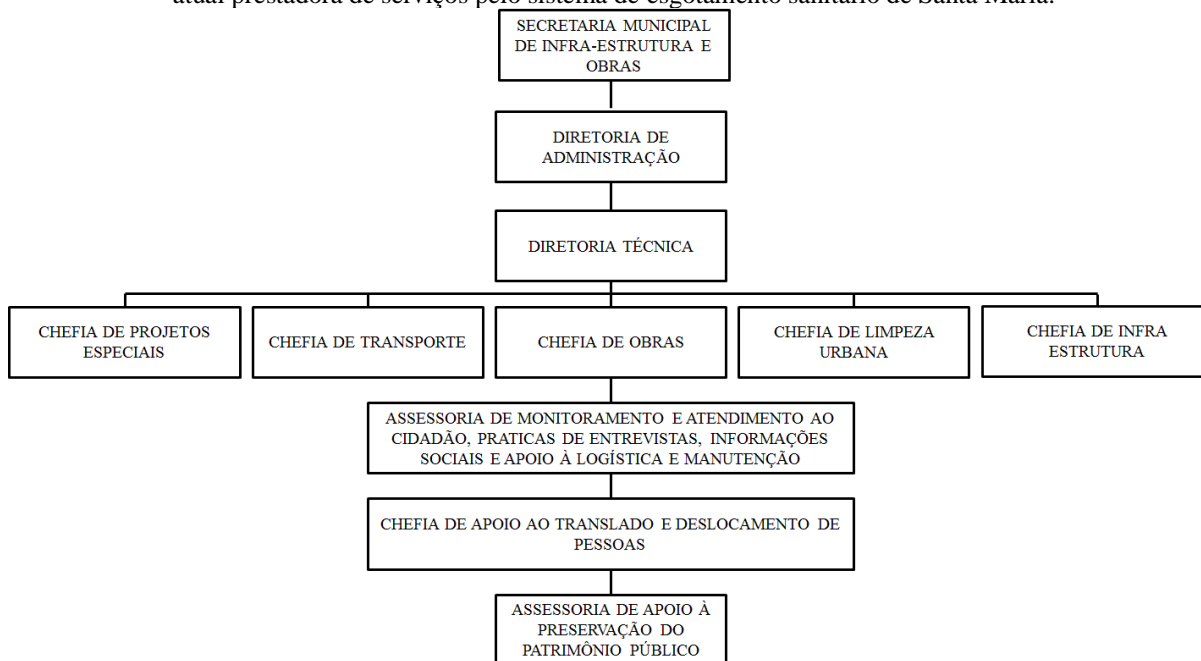 atual prestadora de serviços pelo sistema de esgotamento sanitário de Santa Maria.
SECRETARIA MUNICIPAL
DE INFRA-ESTRUTURA E
OBRAS
DIRETORIA DE
ADMINISTRAÇÃO
DIRETORIA TÉCNICA
CHEFIA DE PROJETOS
ESPECIAIS
CHEFIA DE TRANSPORTE
CHEFIA DE OBRAS
CHEFIA DE LIMPEZA
URBANA
CHEFIA DE INFRA
ESTRUTURA
ASSESSORIA DE MONITORAMENTO E ATENDIMENTO AO
CIDADÃO, PRATICAS DE ENTREVISTAS, INFORMAÇÕES
SOCIAIS E APOIO À LOGÍSTICA E MANUTENÇÃO
CHEFIA DE APOIO AO TRANSLADO E DESLOCAMENTO DE
PESSOAS
ASSESSORIA DE APOIO À
PRESERVAÇÃO DO
PATRIMÔNIO PÚBLICO